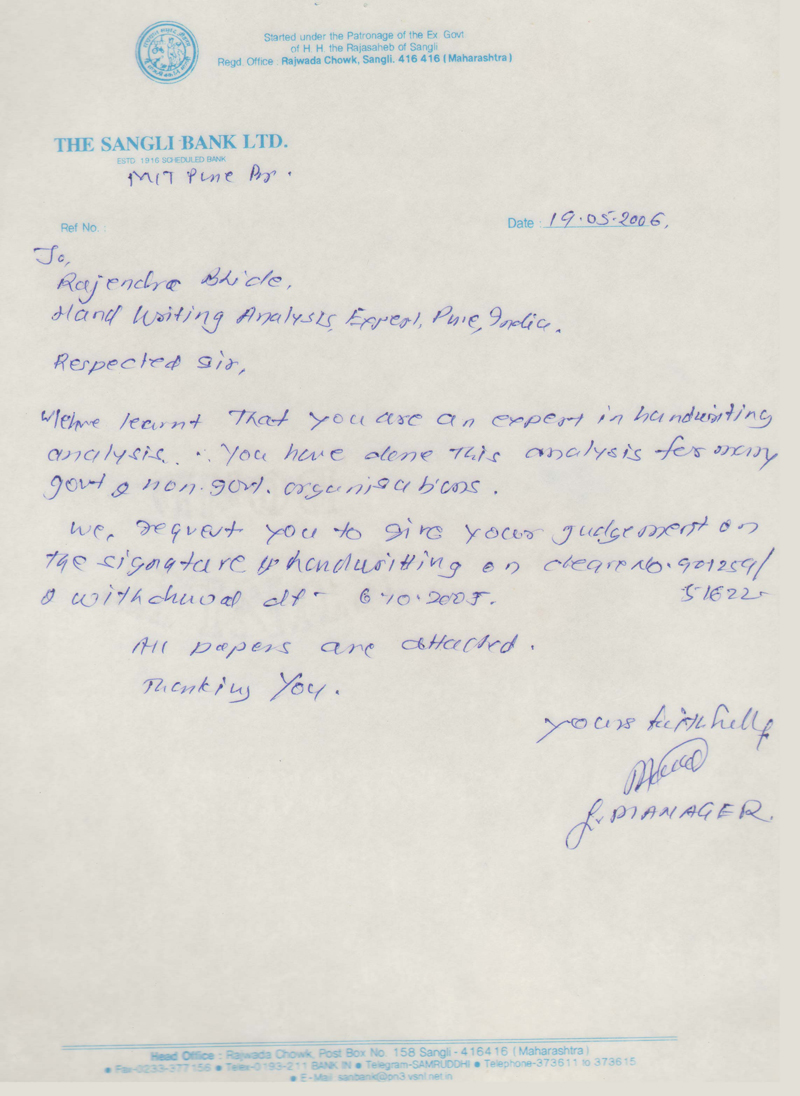 Started under the Patronage of the Ex Govt
of H. H. the Rajasaheb of Sangli
Regd. Office : Rajwada Chowk, Sangli. 416 416 (Maharashtra)
THE SANGLI BANK LTD.
ESTD 1916 SCHEDULED BANK
MIT Pune Br.
Ref No. :
Date : 19.05.2006.
To,
Rajendra Bhide,
Hand Writing Analysis, Expert, Pune, India.
Respected Sir,
We have learnt That you are an expert in handwriting
analysis. You have done this analysis for many
govt & non.govt. organisations.
We, request you to give your judgement on
the signature & handwritting on cheque No. 901259/
51622
& withdrwal dt - 6.10.2005.
All papers are attached.
Thanking You.
yours faithfully
MANAGER.
Head Office : Rajwada Chowk, Post Box No. 158 Sangli - 416416 (Maharashtra)
● Fax-0233-377156 ● Telex-0193-211 BANK IN ● Telegram-SAMRUDDHI ● Telephone-373611 to 373615
● E-Mail sanbank@pn3.vsnl.net.in